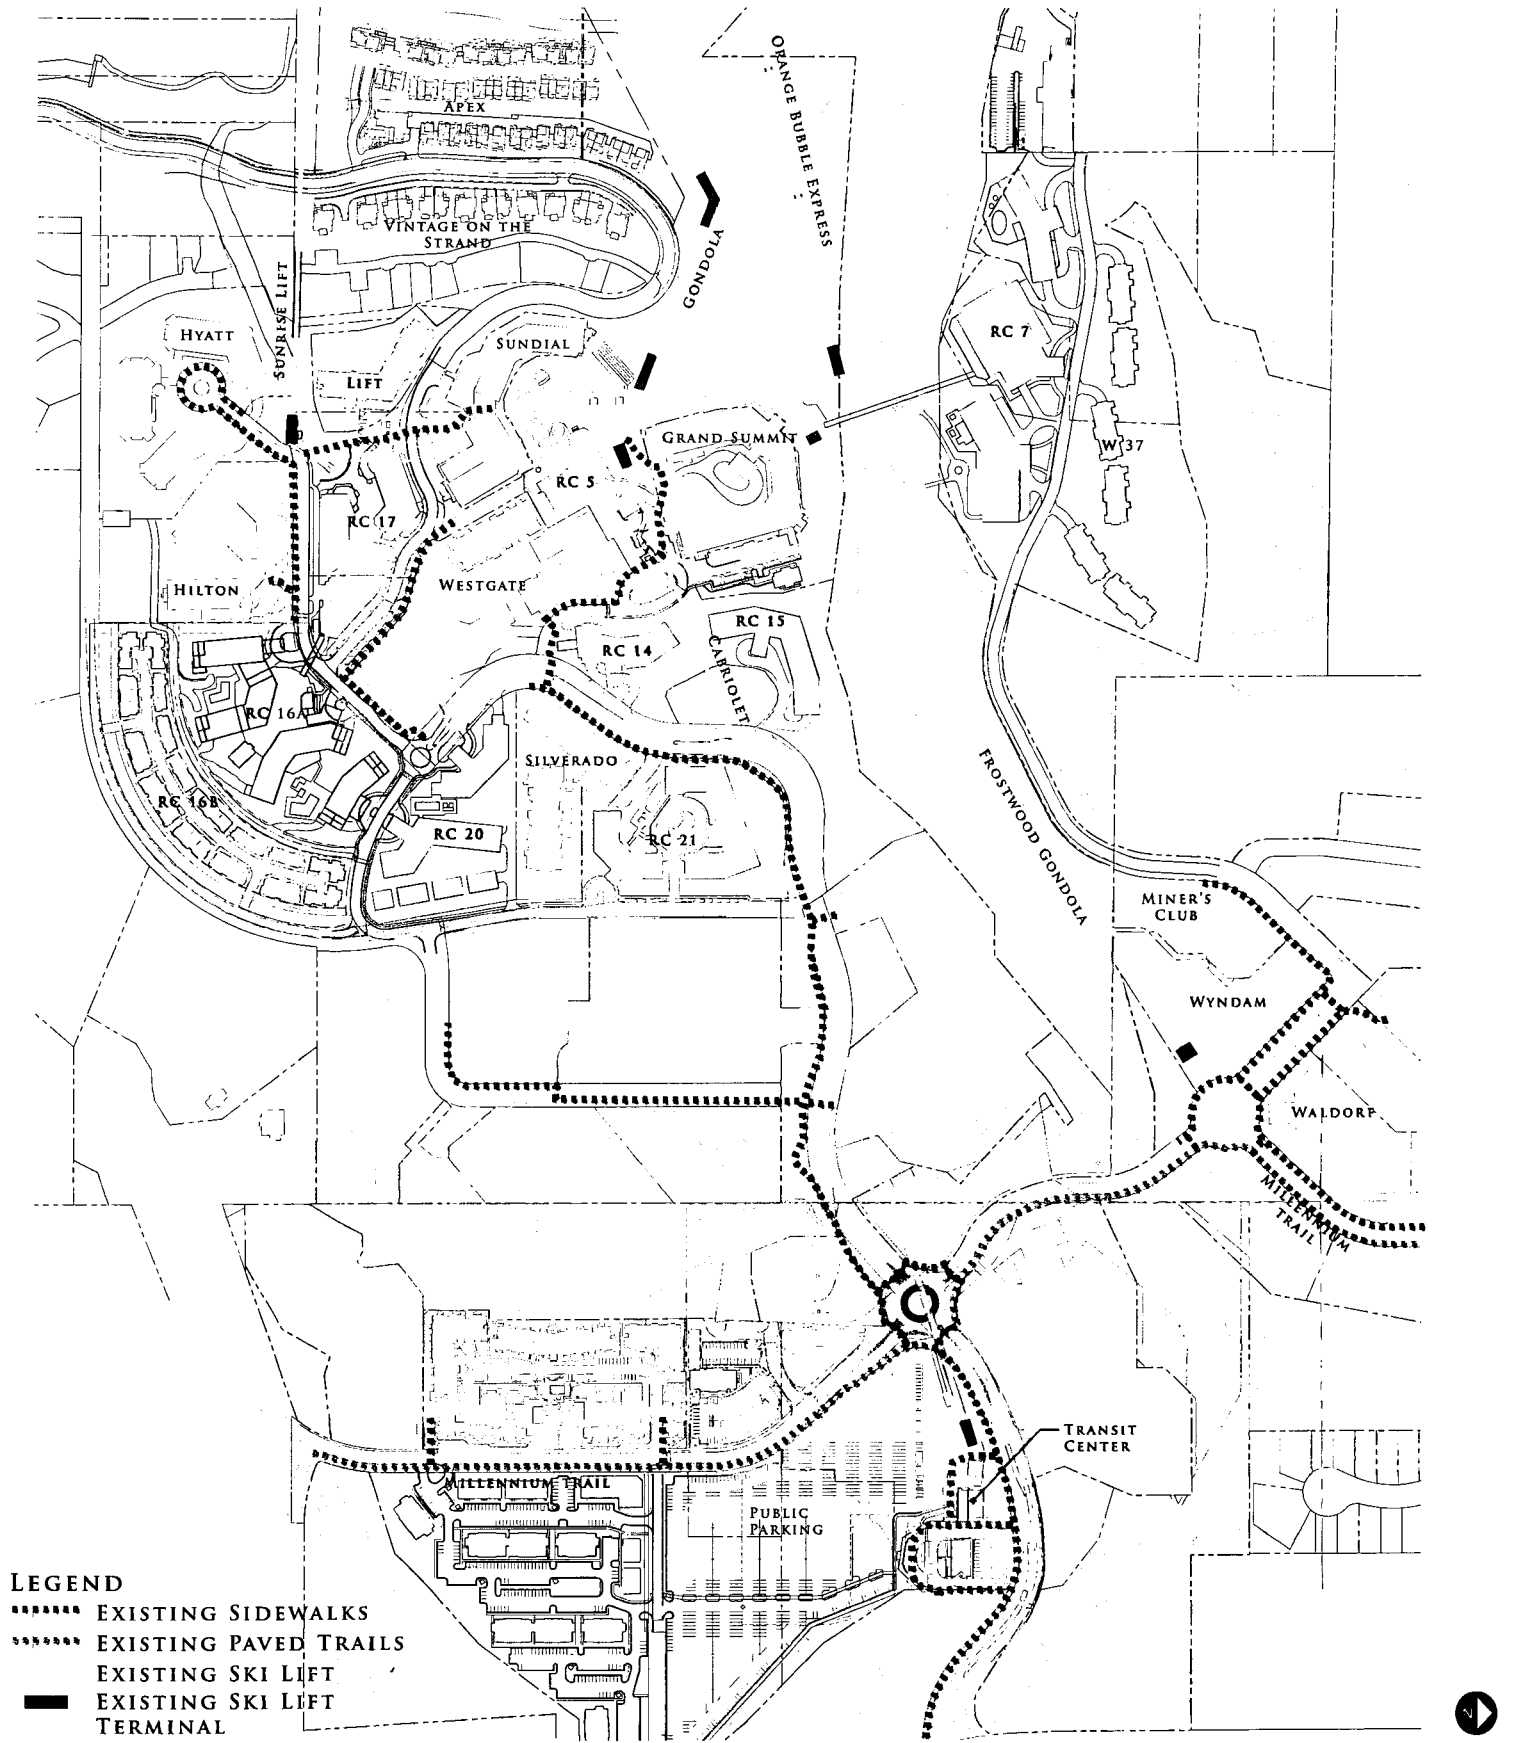 APEX
ORANGE BUBBLE EXPRESS
VINTAGE ON THE
STRAND
GONDOLA
SUNRISE LIFT
HYATT
SUNDIAL
LIFT
RC 7
GRAND SUMMIT
W 37
RC 5
RC 17
HILTON
WESTGATE
RC 15
RC 14
CABRIOLET
RC 16A
SILVERADO
RC 16B
RC 20
RC 21
FROSTWOOD GONDOLA
MINER'S
CLUB
WYNDAM
WALDORF
MILLENNIUM
TRAIL
TRANSIT
CENTER
MILLENNIUM TRAIL
PUBLIC
PARKING
LEGEND
EXISTING SIDEWALKS
EXISTING PAVED TRAILS
EXISTING SKI LIFT
EXISTING SKI LIFT
TERMINAL
N